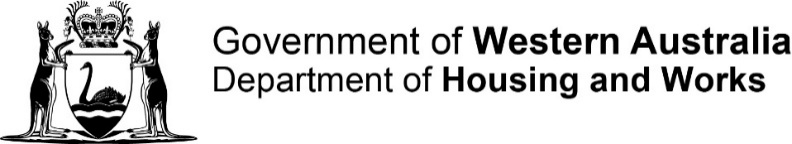 Government of Western Australia
Department of Housing and Works